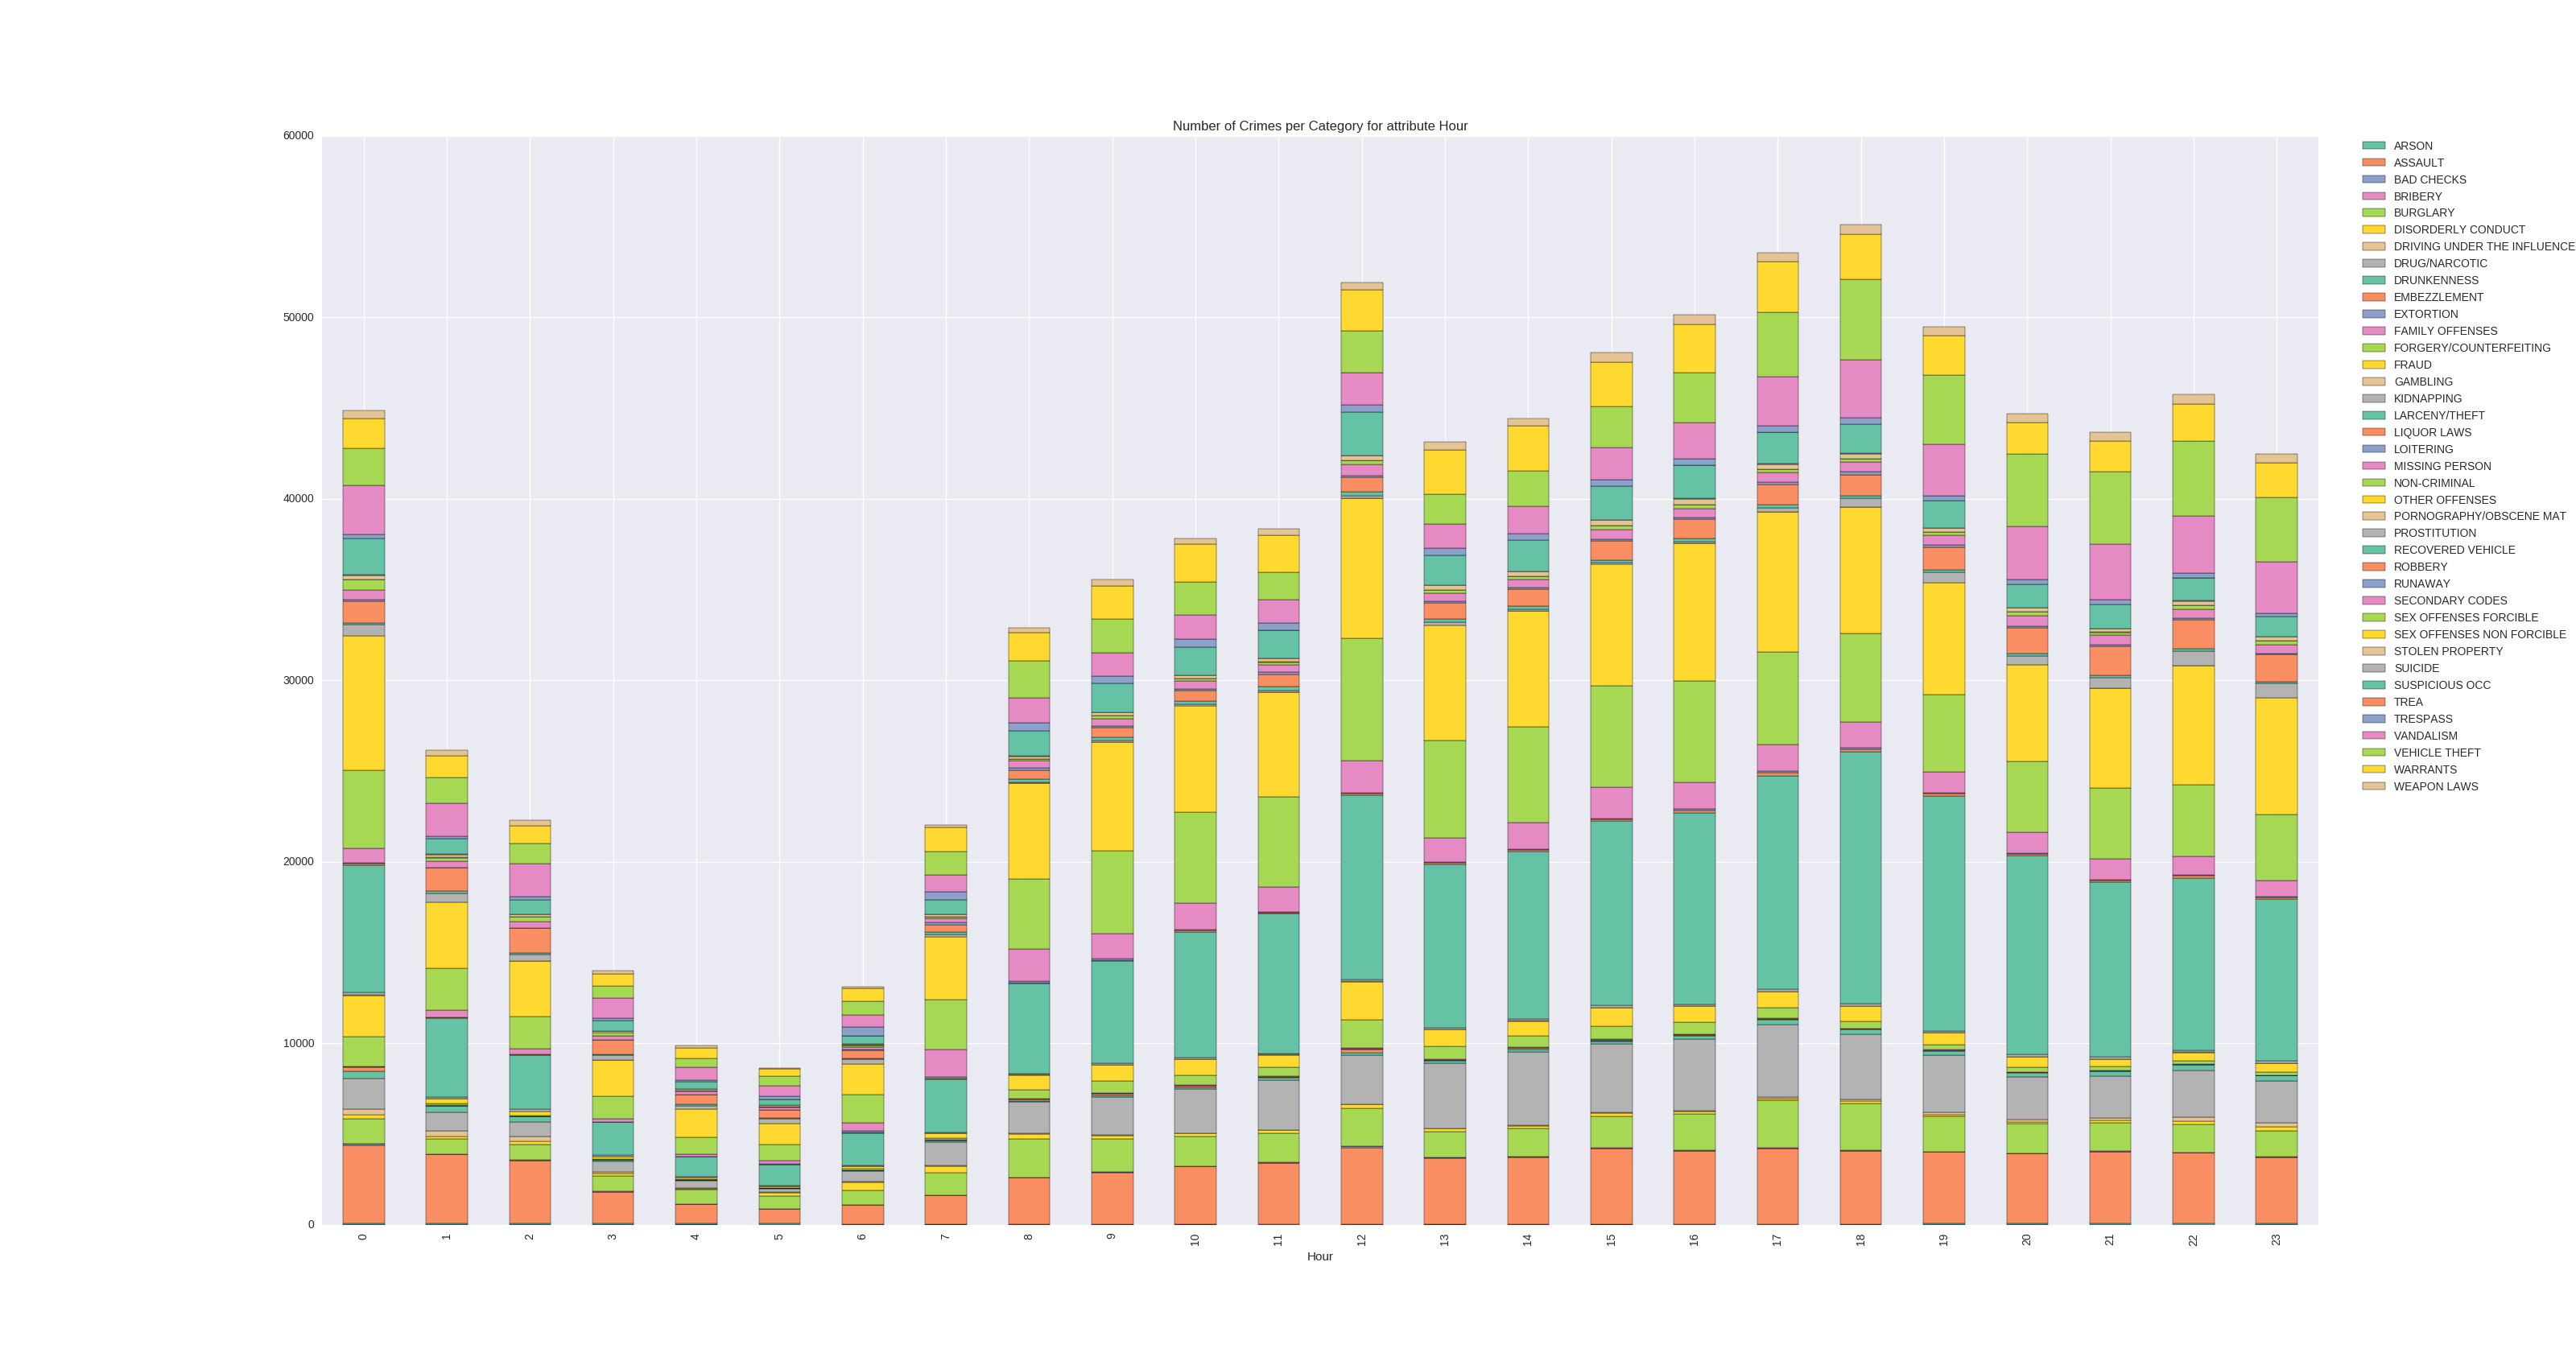 Number of Crimes per Category for attribute Hour
60000
50000
40000
30000
20000
10000
0
0 1 2 3 4 5 6 7 8 9 10 11 12 13 14 15 16 17 18 19 20 21 22 23
Hour
ARSON
ASSAULT
BAD CHECKS
BRIBERY
BURGLARY
DISORDERLY CONDUCT
DRIVING UNDER THE INFLUENCE
DRUG/NARCOTIC
DRUNKENNESS
EMBEZZLEMENT
EXTORTION
FAMILY OFFENSES
FORGERY/COUNTERFEITING
FRAUD
GAMBLING
KIDNAPPING
LARCENY/THEFT
LIQUOR LAWS
LOITERING
MISSING PERSON
NON-CRIMINAL
OTHER OFFENSES
PORNOGRAPHY/OBSCENE MAT
PROSTITUTION
RECOVERED VEHICLE
ROBBERY
RUNAWAY
SECONDARY CODES
SEX OFFENSES FORCIBLE
SEX OFFENSES NON FORCIBLE
STOLEN PROPERTY
SUICIDE
SUSPICIOUS OCC
TREA
TRESPASS
VANDALISM
VEHICLE THEFT
WARRANTS
WEAPON LAWS